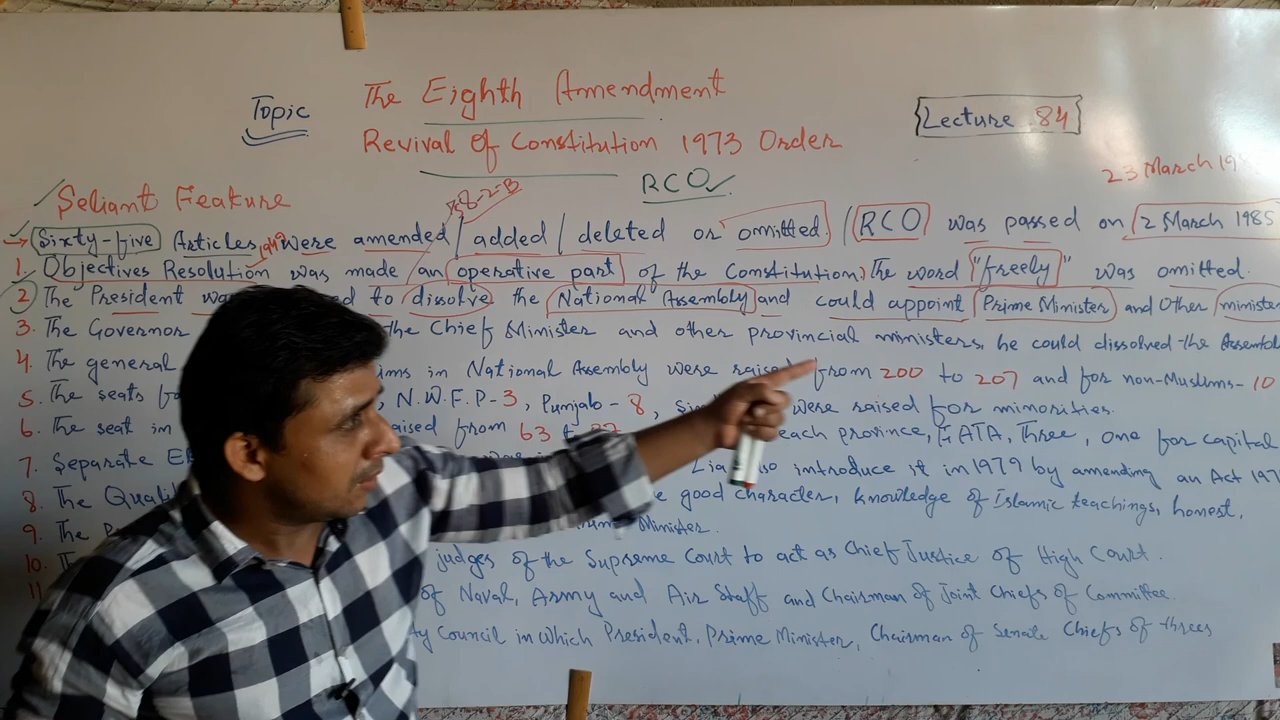 Topic
The Eighth Amendment
Revival Of Constitution 1973 Order
Lecture 84
RCO ✓
23 March
Seliant Feature
58-2-B
Sixty-five Articles were amended / added / deleted or omitted / RCO was passed on 2 March 1985
1. Objectives Resolution was made an operative part of the Constitution, The word "freely" was omitted.
2 The President to dissolve the National Assembly and could appoint Prime Minister and Other ministe
3. The Governor the Chief Minister and other provincial ministers, he could dissolved the Assembl
4. The general in National Assembly were raised from 200 to 207 and for non-Muslims - 10
5. The seats N.W.F.P-3, Punjab - 8, were raised for minorities.
6. The seat in from 63 each province, FATA, Three, one for capital
7. Separate introduce it in 1979 by amending an Act 197
8. The good character, knowledge of Islamic teachings, honest,
9. The Minister.
10. judges of the Supreme Court to act as Chief Justice of High Court.
11 of Naval, Army and Air Staff and Chairman of Joint Chiefs of Committee.
Council in which President, Prime Minister, Chairman of Senate Chiefs of threes